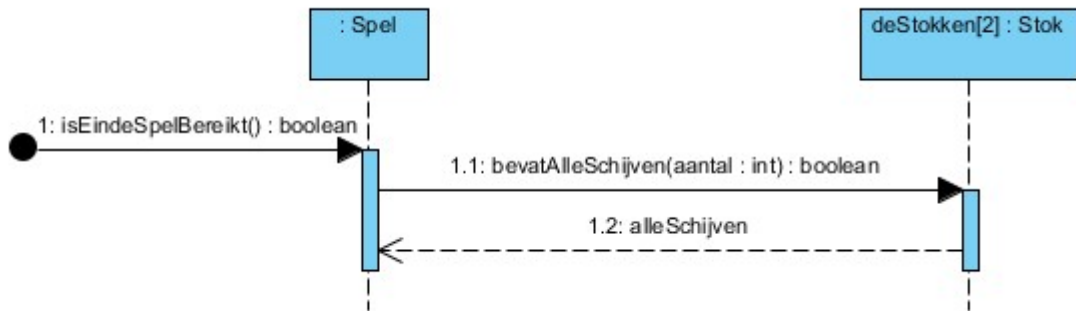 : Spel
deStokken[2] : Stok
1: isEindeSpelBereikt() : boolean
1.1: bevatAlleSchijven(aantal : int) : boolean
1.2: alleSchijven